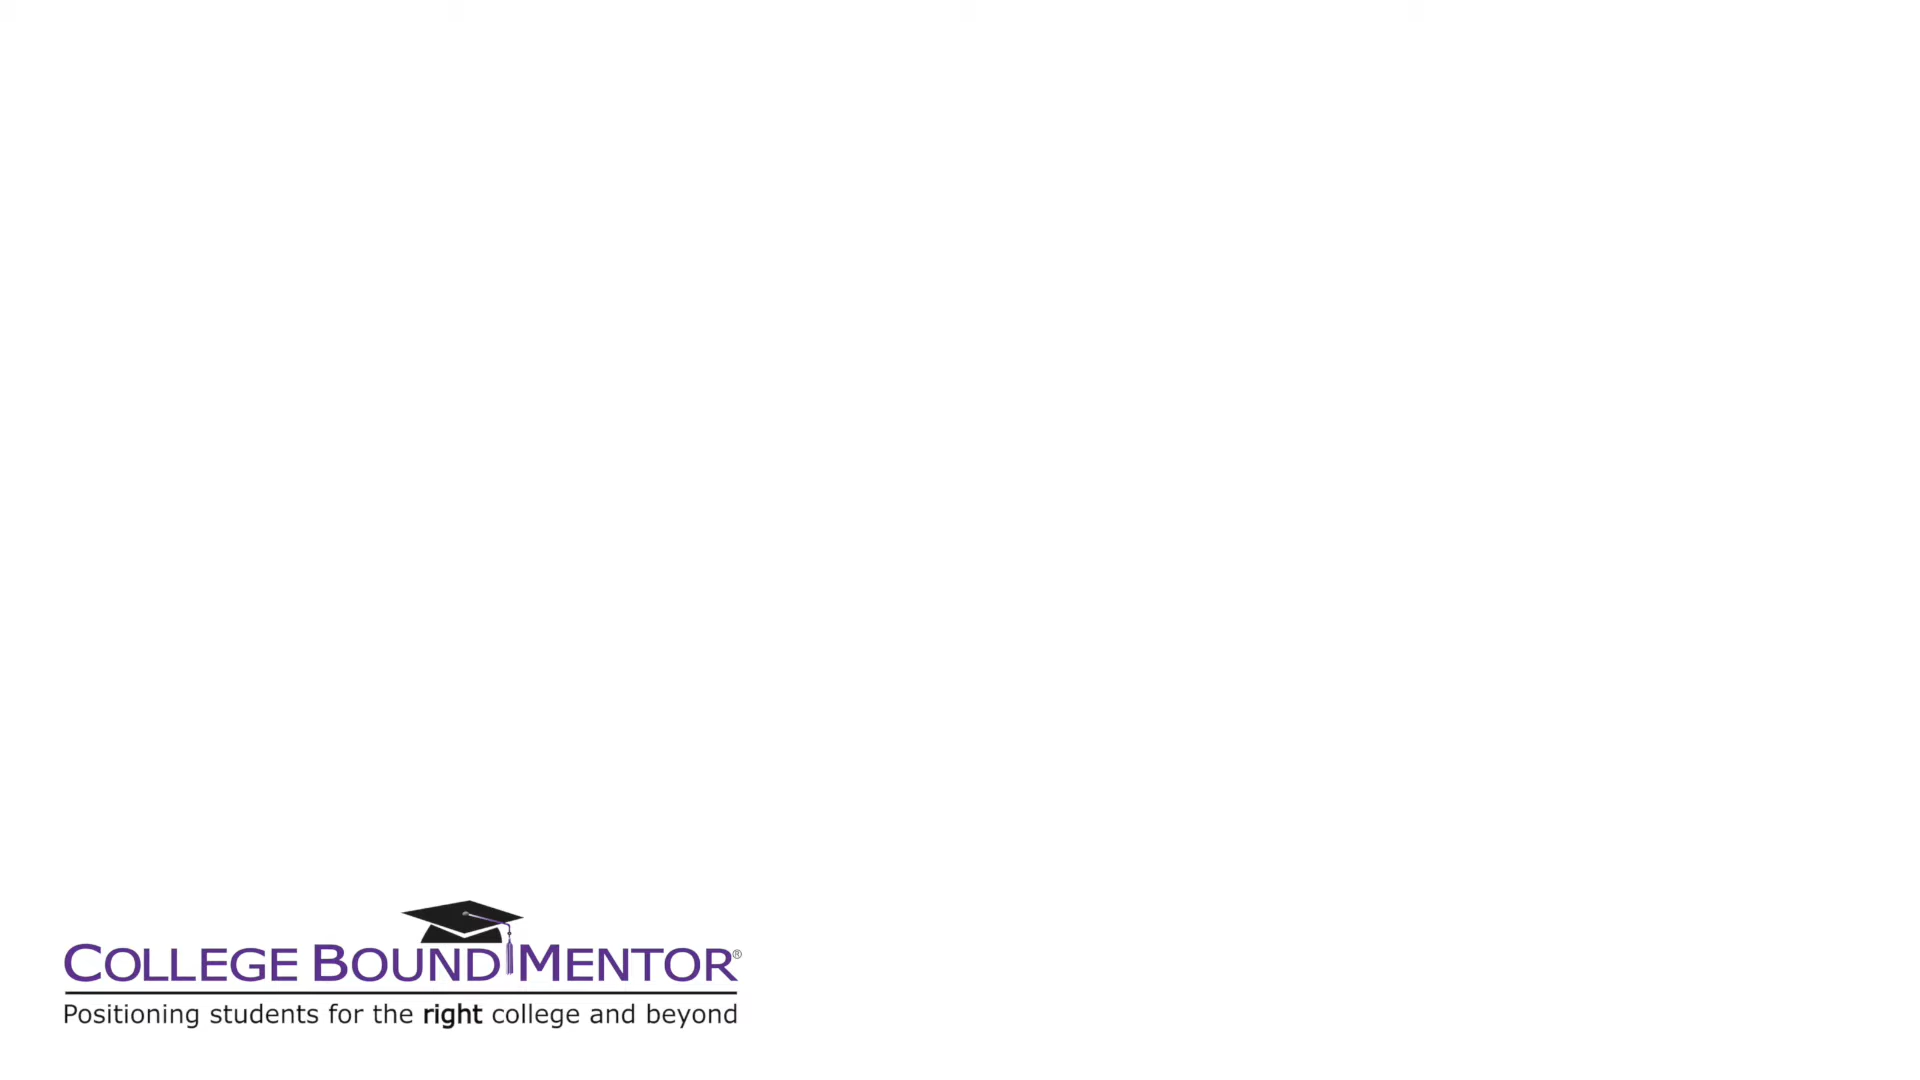 COLLEGE BOUND MENTOR®
Positioning students for the right college and beyond